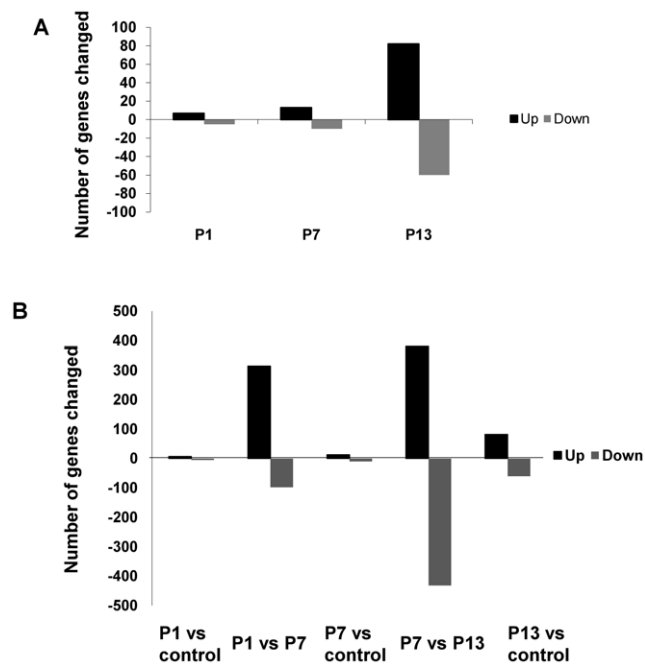 A
Number of genes changed
100
80
60
40
20
0
-20
-40
-60
-80
-100
P1
P7
P13
Up Down
B
Number of genes changed
500
400
300
200
100
0
-100
-200
-300
-400
-500
P1 vs
control
P1 vs P7
P7 vs
control
P7 vs P13
P13 vs
control
Up Down